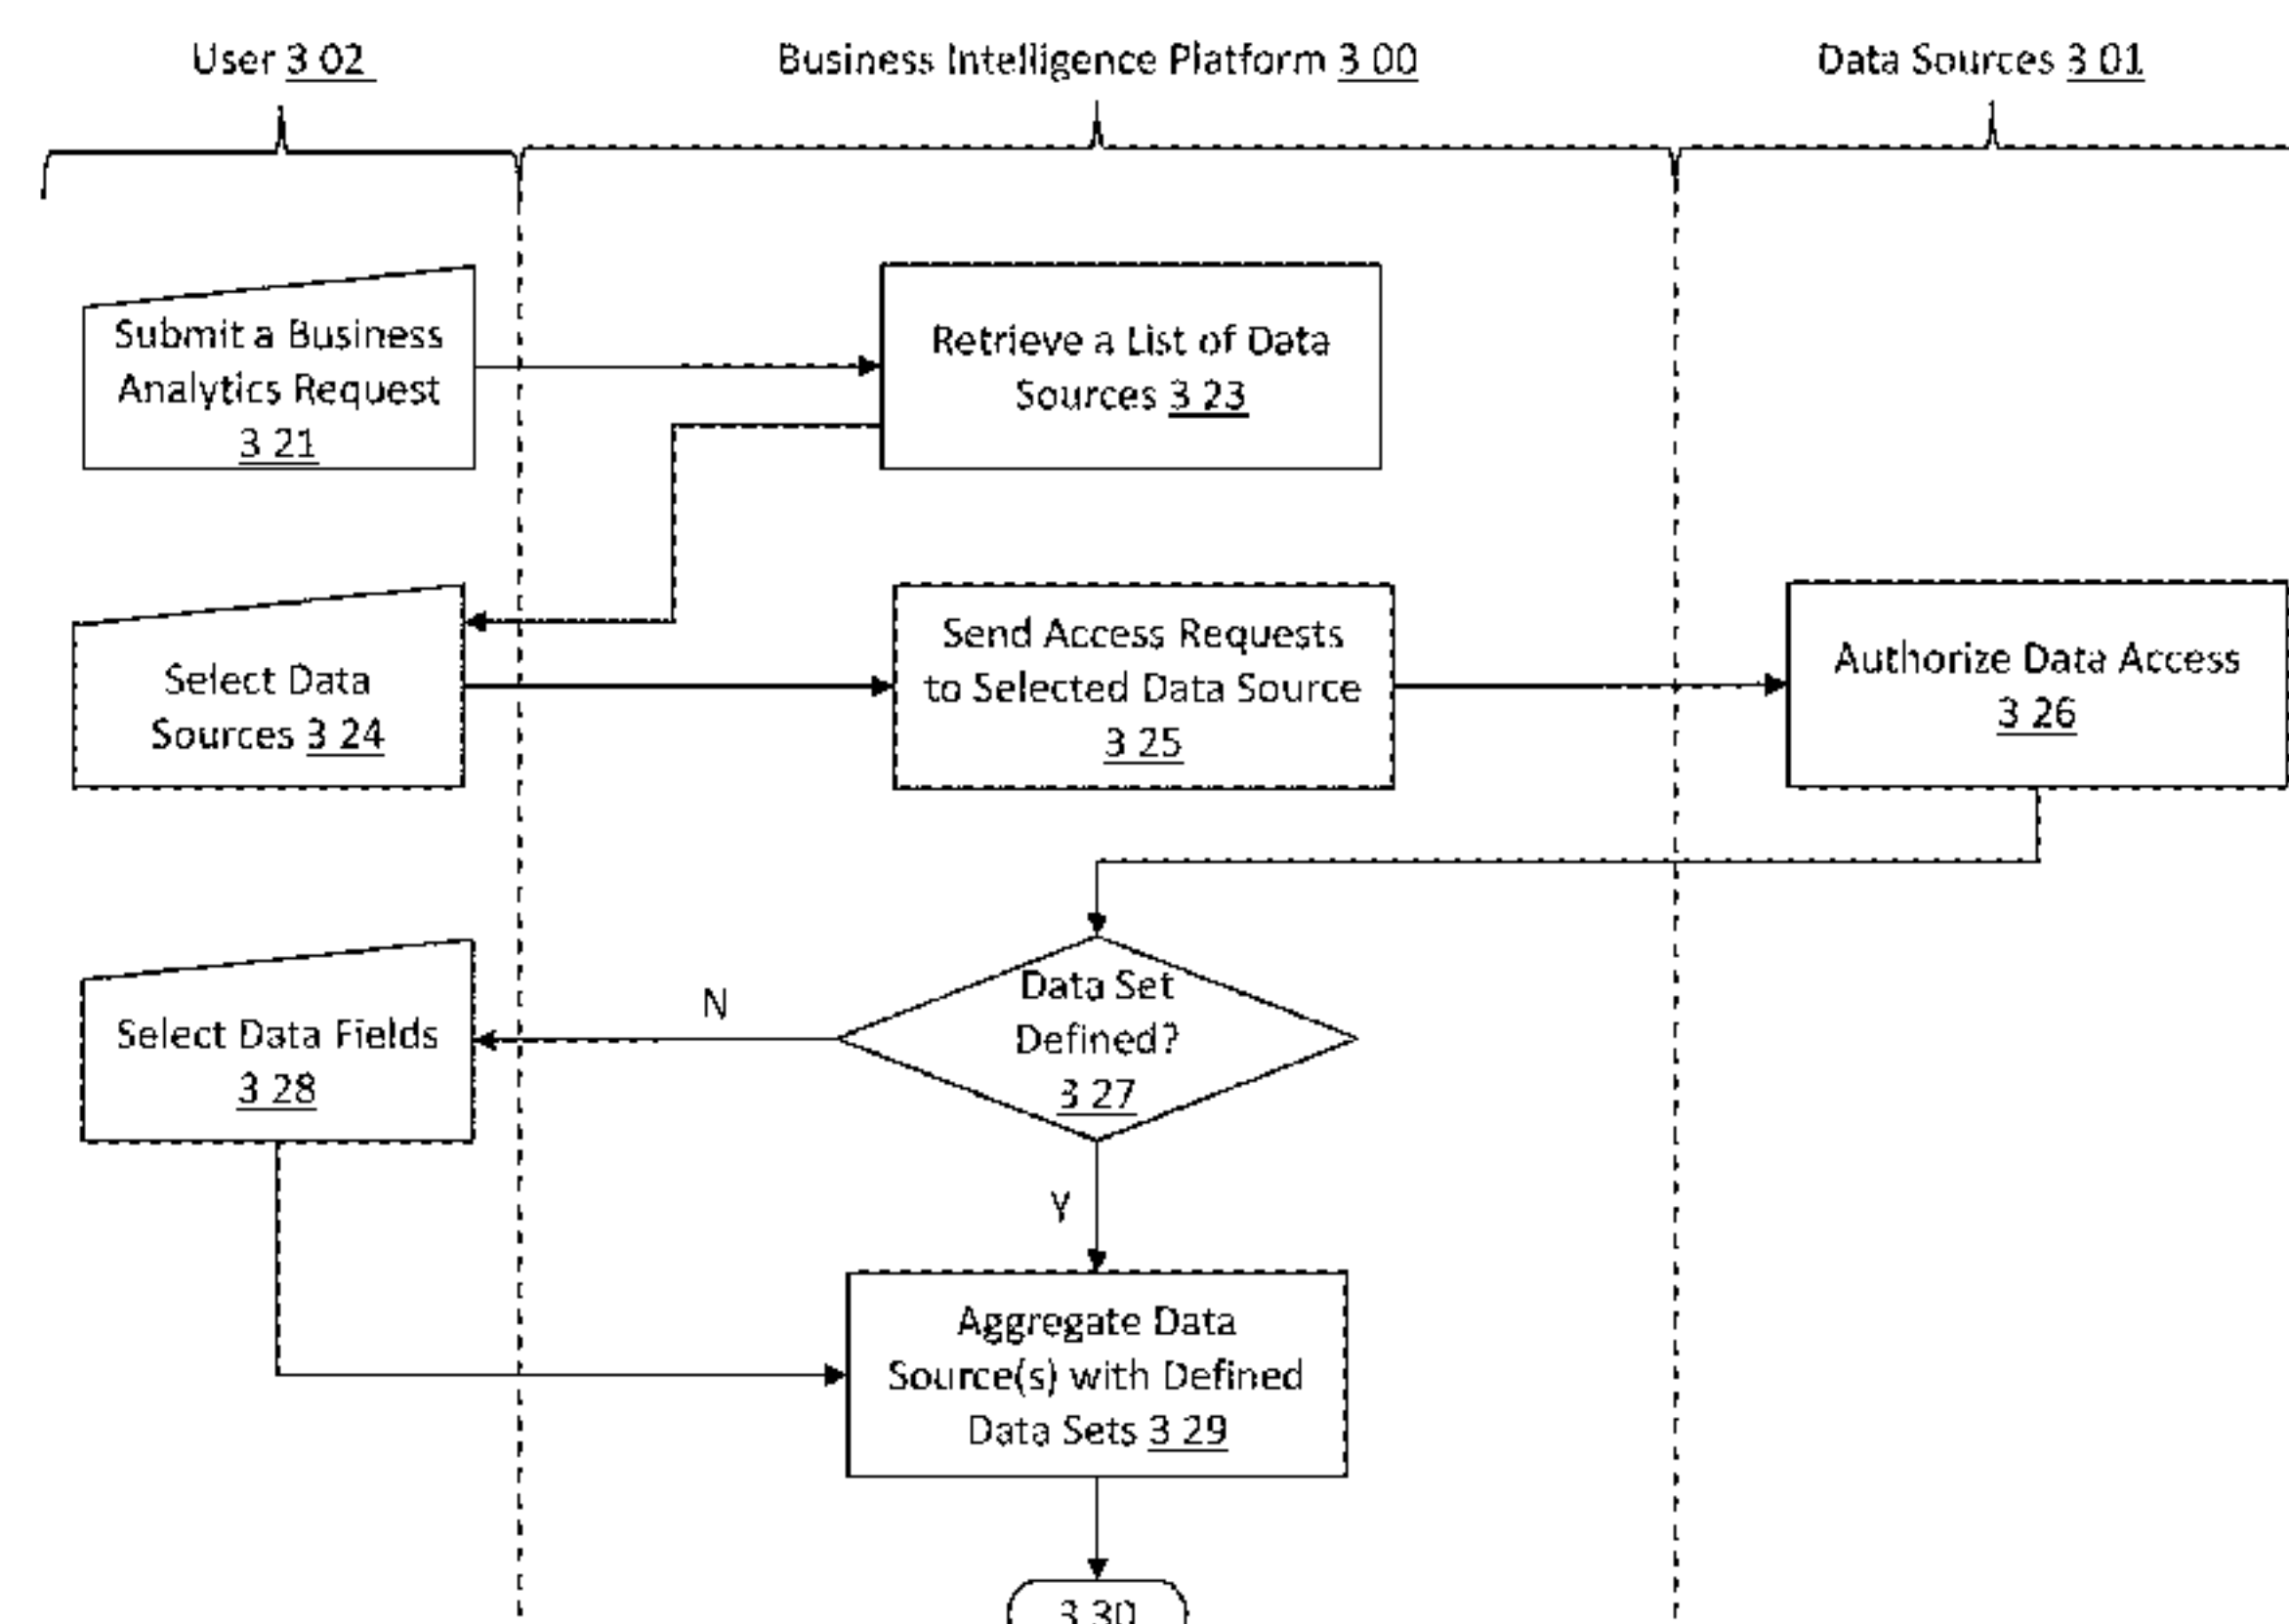 User 3 02
Business Intelligence Platform 3 00
Data Sources 3 01
Submit a Business
Analytics Request
3 21
Retrieve a List of Data
Sources 3 23
Select Data
Sources 3 24
Send Access Requests
to Selected Data Source
3 25
Authorize Data Access
3 26
Data Set
Defined?
3 27
N
Select Data Fields
3 28
Y
Aggregate Data
Source(s) with Defined
Data Sets 3 29
3 30